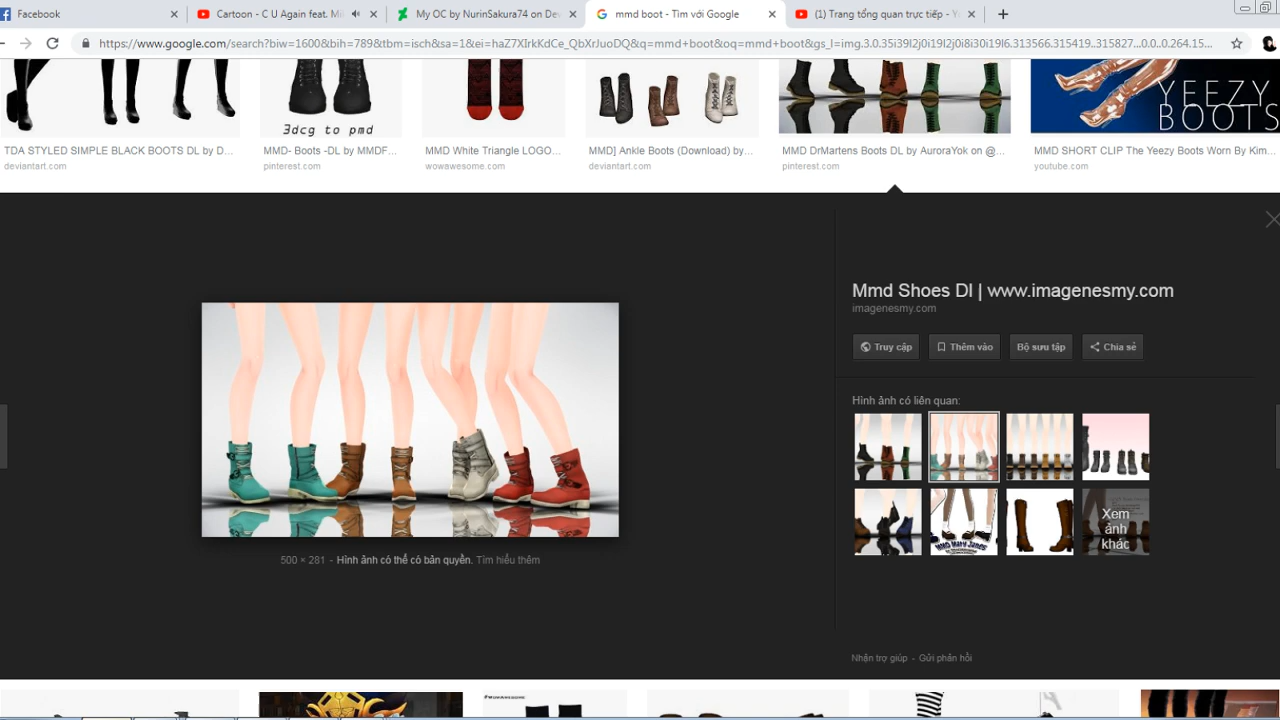 Facebook
Cartoon - C U Again feat. Mi
My OC by NurinSakura74 on Dev
mmd boot - Tìm với Google
(1) Trang tổng quan trực tiếp - Y
https://www.google.com/search?biw=1600&bih=789&tbm=isch&sa=1&ei=haZ7XIrkKdCe_QbXrJuoDQ&q=mmd+boot&oq=mmd+boot&gs_l=img.3.0.35i39l2j0i19l2j0i8i30i19l6.313566.315419..315827...0.0..0.264.15...
3dcg to pmd
YEEZY
BOOTS
TDA STYLED SIMPLE BLACK BOOTS DL by D...
deviantart.com
MMD- Boots -DL by MMDF...
pinterest.com
MMD White Triangle LOGO...
wowawesome.com
MMD] Ankle Boots (Download) by...
deviantart.com
MMD DrMartens Boots DL by AuroraYok on @...
pinterest.com
MMD SHORT CLIP The Yeezy Boots Worn By Kim...
youtube.com
Mmd Shoes Dl | www.imagenesmy.com
imagenesmy.com
Truy cập
Thêm vào
Bộ sưu tập
Chia sẻ
Hình ảnh có liên quan:
MMD Mary Janes
Xem
ảnh
khác
500 × 281 - Hình ảnh có thể có bản quyền. Tìm hiểu thêm
Nhận trợ giúp - Gửi phản hồi